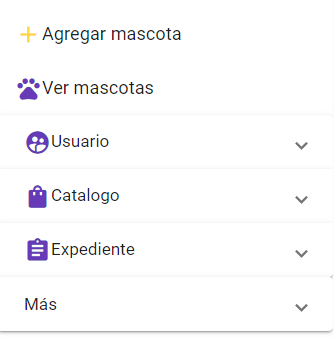 Agregar mascota
Ver mascotas
Usuario
Catalogo
Expediente
Más